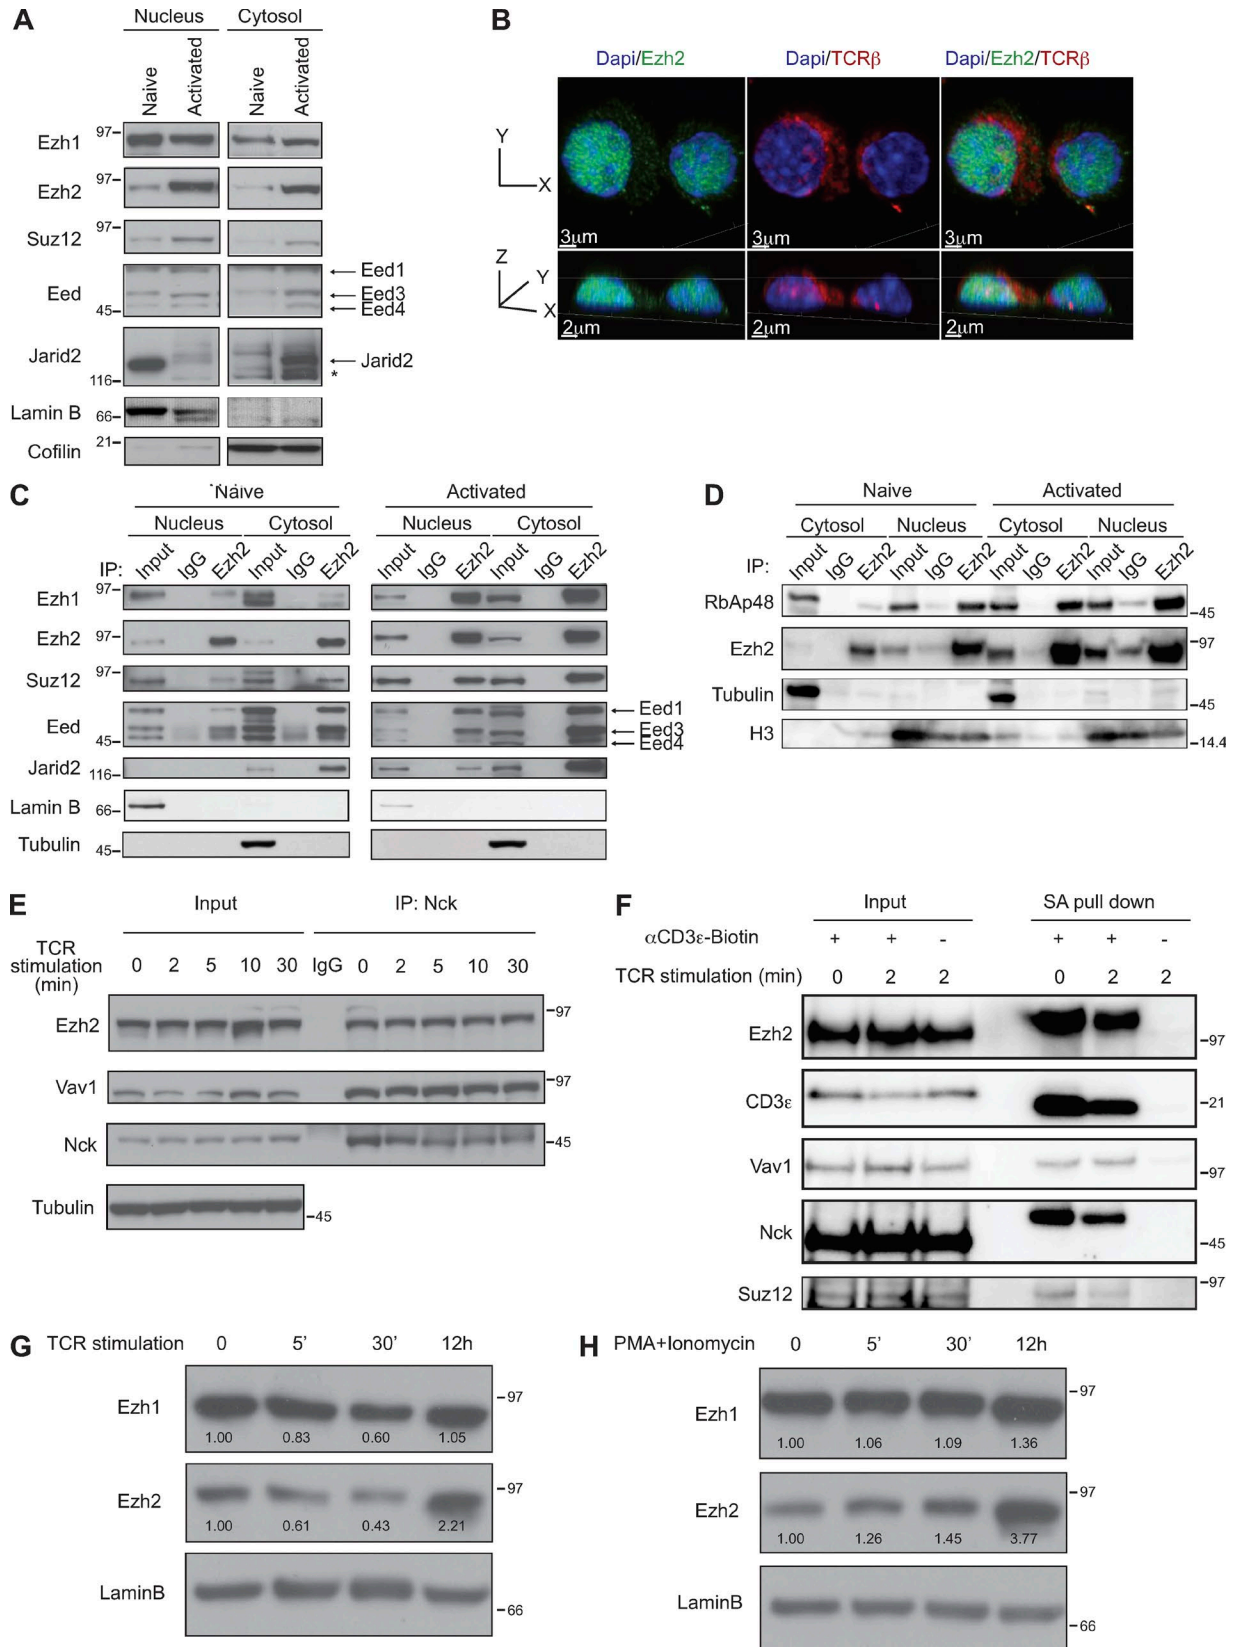 A
Nucleus Cytosol
Naive Activated Naive Activated
Ezh1 97
Ezh2 97
Suz12 97
Eed 45 Eed1 Eed3 Eed4
Jarid2 116 Jarid2 *
Lamin B 66
Cofilin 21
B
Dapi/Ezh2 Dapi/TCRβ Dapi/Ezh2/TCRβ
Y X
3μm 3μm 3μm
Z Y X
2μm 2μm 2μm
C
Naive Activated
Nucleus Cytosol Nucleus Cytosol
IP: Input IgG Ezh2 Input IgG Ezh2 Input IgG Ezh2 Input IgG Ezh2
Ezh1 97
Ezh2 97
Suz12 97
Eed 45 Eed1 Eed3 Eed4
Jarid2 116
Lamin B 66
Tubulin 45
D
Naive Activated
Cytosol Nucleus Cytosol Nucleus
IP: Input IgG Ezh2 Input IgG Ezh2 Input IgG Ezh2 Input IgG Ezh2
RbAp48 45
Ezh2 97
Tubulin 45
H3 14.4
E
Input IP: Nck
TCR stimulation (min) 0 2 5 10 30 IgG 0 2 5 10 30
Ezh2 97
Vav1 97
Nck 45
Tubulin 45
F
Input SA pull down
αCD3ε-Biotin + + - + + -
TCR stimulation (min) 0 2 2 0 2 2
Ezh2 97
CD3ε 21
Vav1 97
Nck 45
Suz12 97
G
TCR stimulation 0 5' 30' 12h
Ezh1 97
1.00 0.83 0.60 1.05
Ezh2 97
1.00 0.61 0.43 2.21
LaminB 66
H
PMA+Ionomycin 0 5' 30' 12h
Ezh1 97
1.00 1.06 1.09 1.36
Ezh2 97
1.00 1.26 1.45 3.77
LaminB 66